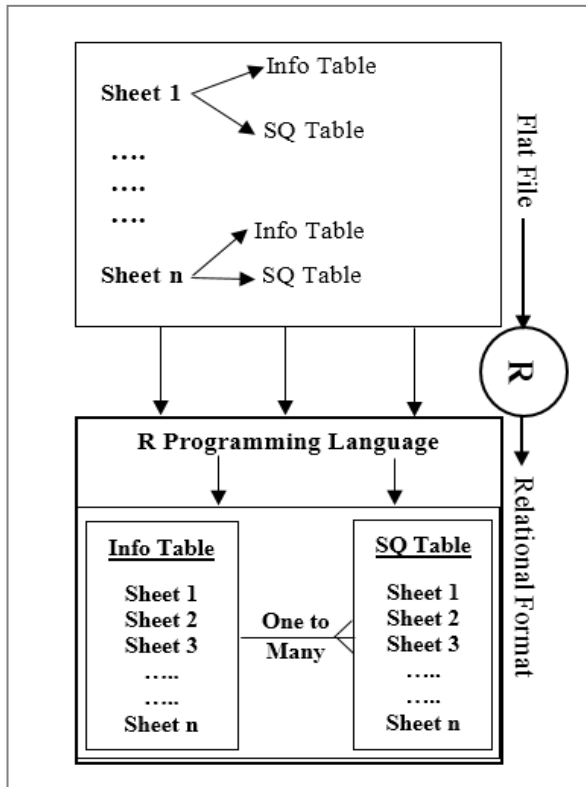 Info Table
Sheet 1
SQ Table
....
....
....
Info Table
Sheet n
SQ Table
Flat File
R
Relational Format
R Programming Language
Info Table
Sheet 1
Sheet 2
Sheet 3
.....
.....
Sheet n
One to
Many
SQ Table
Sheet 1
Sheet 2
Sheet 3
.....
.....
Sheet n